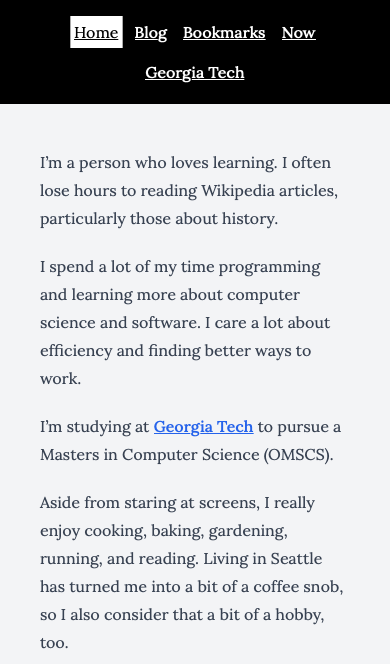 Home Blog Bookmarks Now
Georgia Tech
I’m a person who loves learning. I often
lose hours to reading Wikipedia articles,
particularly those about history.
I spend a lot of my time programming
and learning more about computer
science and software. I care a lot about
efficiency and finding better ways to
work.
I’m studying at Georgia Tech to pursue a
Masters in Computer Science (OMSCS).
Aside from staring at screens, I really
enjoy cooking, baking, gardening,
running, and reading. Living in Seattle
has turned me into a bit of a coffee snob,
so I also consider that a bit of a hobby,
too.